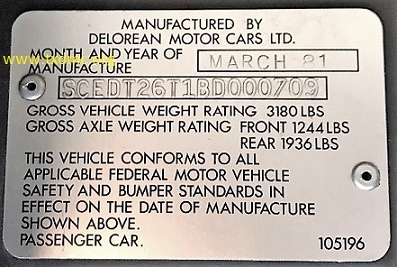 MANUFACTURED BY
DELOREAN MOTOR CARS LTD.
MONTH AND YEAR OF
MANUFACTURE MARCH 81
SCEDT26T1BD000709
GROSS VEHICLE WEIGHT RATING 3180 LBS
GROSS AXLE WEIGHT RATING FRONT 1244 LBS
REAR 1936 LBS
THIS VEHICLE CONFORMS TO ALL
APPLICABLE FEDERAL MOTOR VEHICLE
SAFETY AND BUMPER STANDARDS IN
EFFECT ON THE DATE OF MANUFACTURE
SHOWN ABOVE.
PASSENGER CAR. 105196